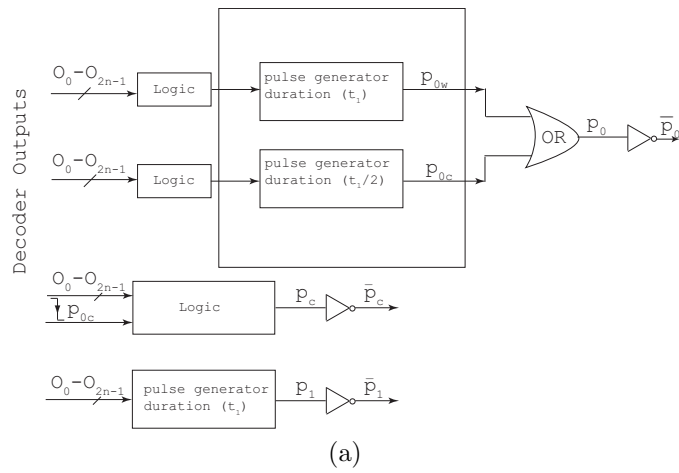 Decoder Outputs
O₀-O₂ₙ₋₁
Logic
pulse generator
duration (t₁)
p₀w
O₀-O₂ₙ₋₁
Logic
pulse generator
duration (t₁/2)
p₀c
OR
p₀
p̅₀
O₀-O₂ₙ₋₁
p₀c
Logic
p_c
p̅_c
O₀-O₂ₙ₋₁
pulse generator
duration (t₁)
p₁
p̅₁
(a)